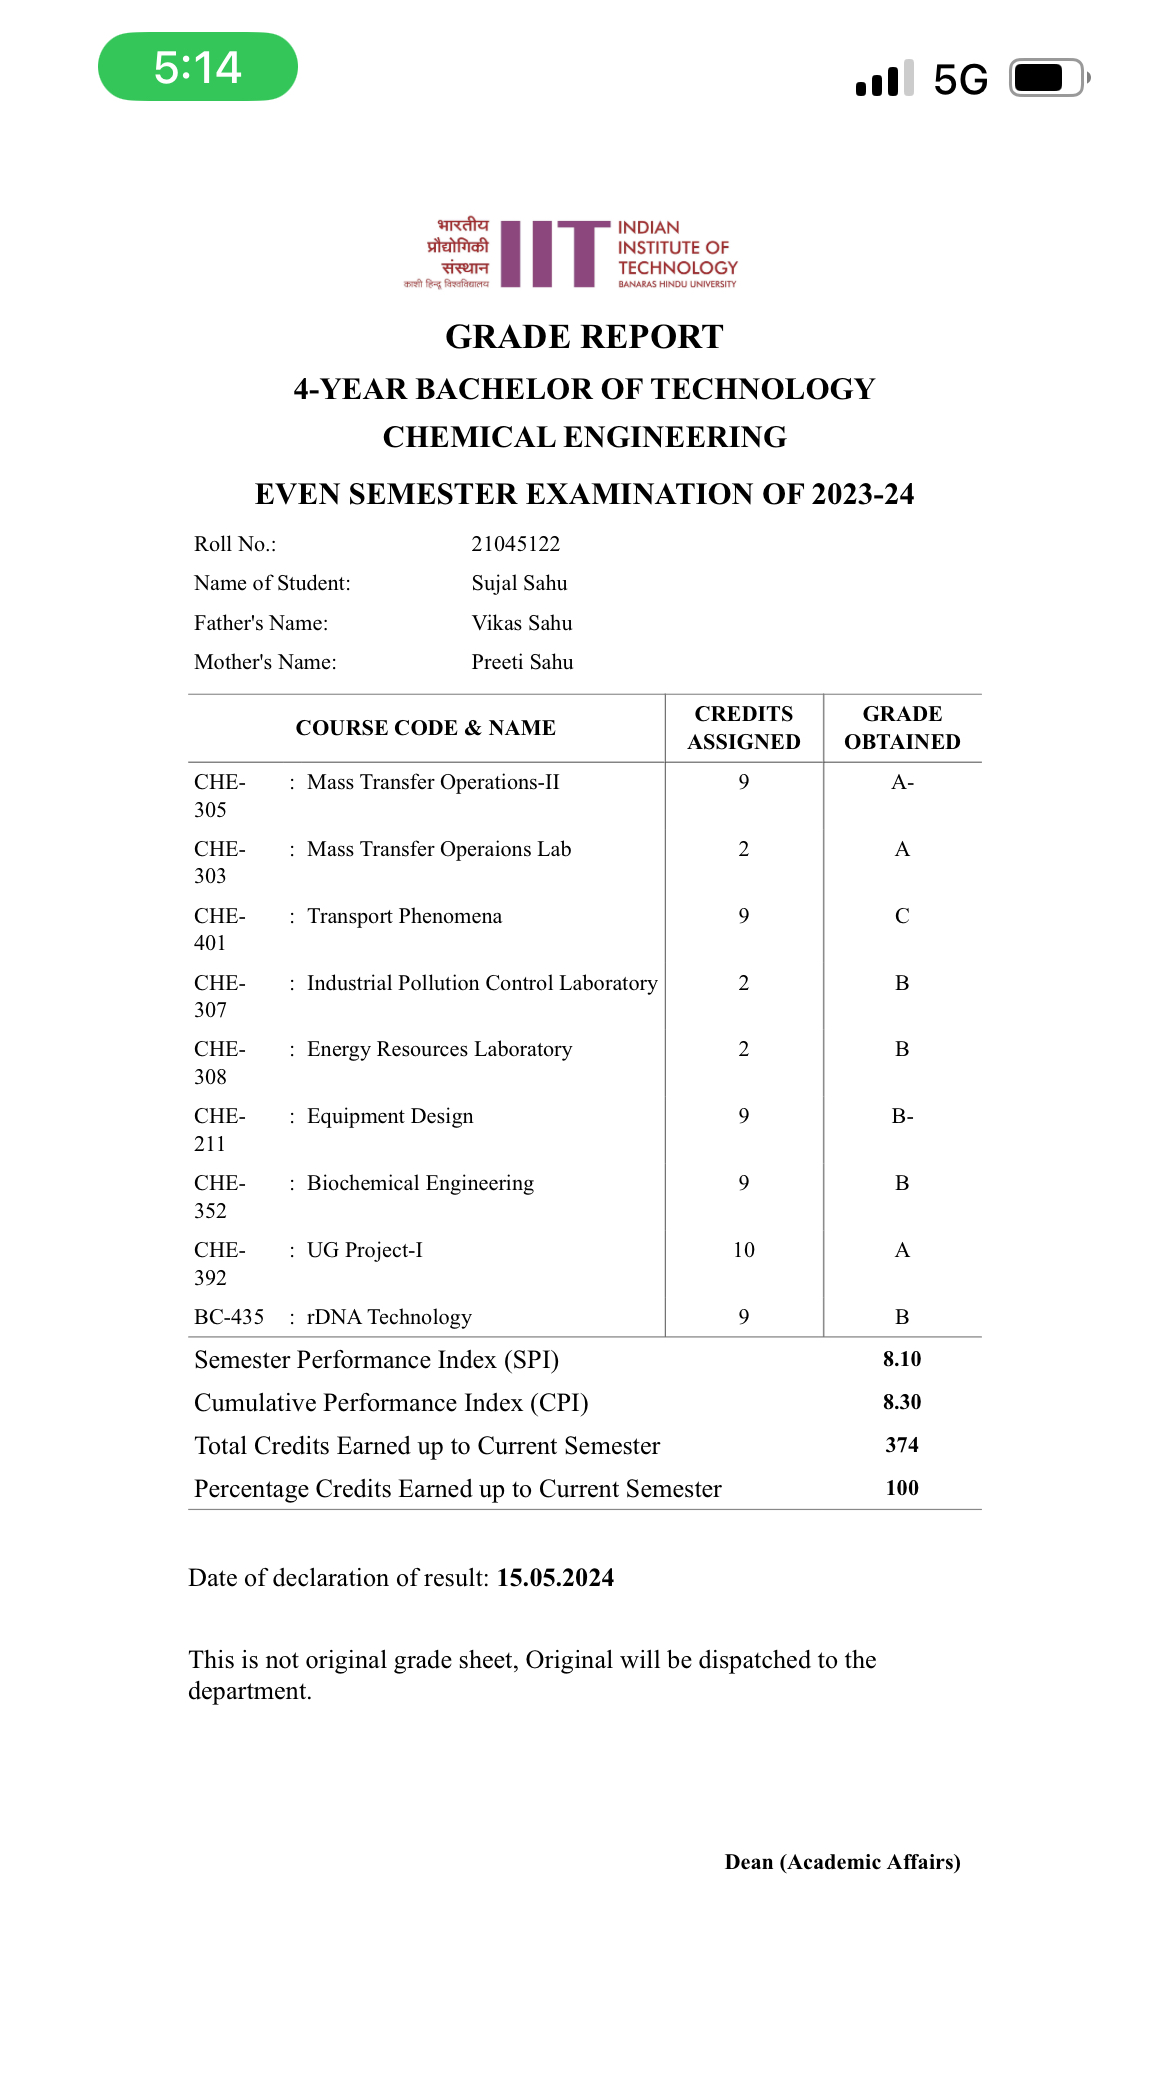 5:14
5G
भारतीय
प्रौद्योगिकी
संस्थान
काशी हिन्दू विश्वविद्यालय
IIT
INDIAN
INSTITUTE OF
TECHNOLOGY
BANARAS HINDU UNIVERSITY
GRADE REPORT
4-YEAR BACHELOR OF TECHNOLOGY
CHEMICAL ENGINEERING
EVEN SEMESTER EXAMINATION OF 2023-24
Roll No.: 21045122
Name of Student: Sujal Sahu
Father's Name: Vikas Sahu
Mother's Name: Preeti Sahu
COURSE CODE & NAME
CREDITS
ASSIGNED
GRADE
OBTAINED
CHE- : Mass Transfer Operations-II 9 A-
305
CHE- : Mass Transfer Operaions Lab 2 A
303
CHE- : Transport Phenomena 9 C
401
CHE- : Industrial Pollution Control Laboratory 2 B
307
CHE- : Energy Resources Laboratory 2 B
308
CHE- : Equipment Design 9 B-
211
CHE- : Biochemical Engineering 9 B
352
CHE- : UG Project-I 10 A
392
BC-435 : rDNA Technology 9 B
Semester Performance Index (SPI) 8.10
Cumulative Performance Index (CPI) 8.30
Total Credits Earned up to Current Semester 374
Percentage Credits Earned up to Current Semester 100
Date of declaration of result: 15.05.2024
This is not original grade sheet, Original will be dispatched to the
department.
Dean (Academic Affairs)